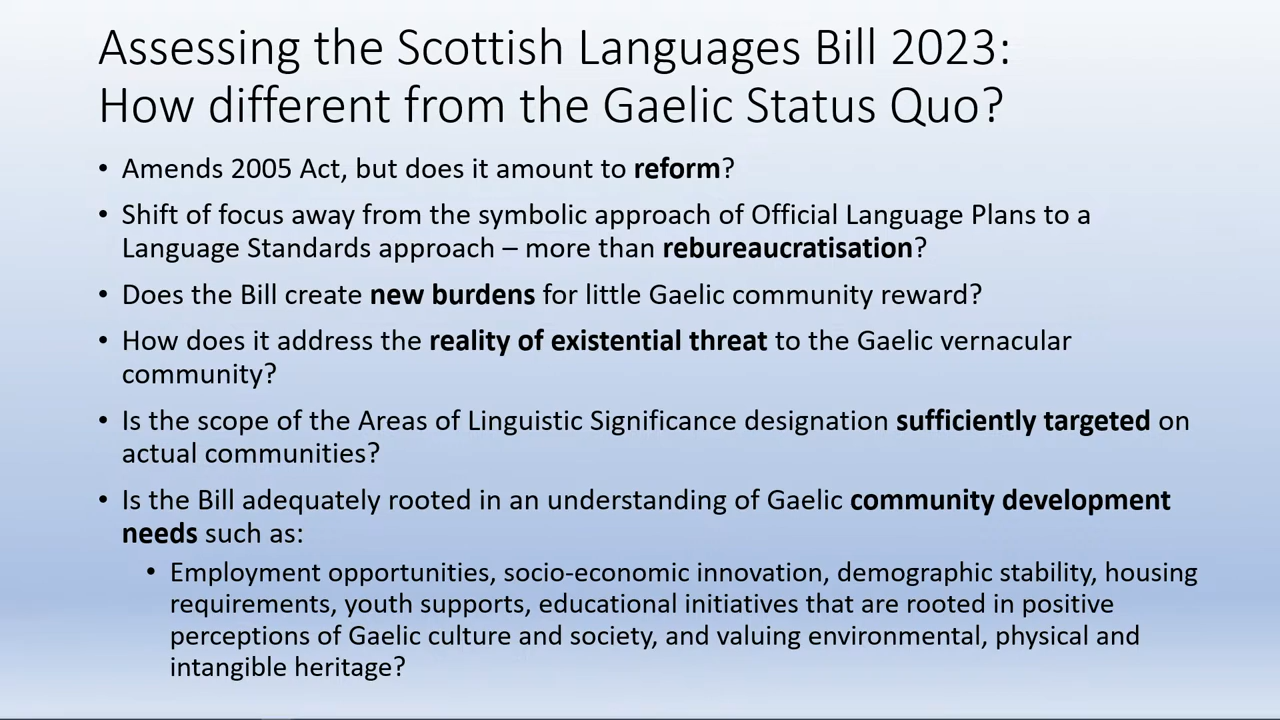 Assessing the Scottish Languages Bill 2023:
How different from the Gaelic Status Quo?
• Amends 2005 Act, but does it amount to reform?
• Shift of focus away from the symbolic approach of Official Language Plans to a
Language Standards approach – more than rebureaucratisation?
• Does the Bill create new burdens for little Gaelic community reward?
• How does it address the reality of existential threat to the Gaelic vernacular
community?
• Is the scope of the Areas of Linguistic Significance designation sufficiently targeted on
actual communities?
• Is the Bill adequately rooted in an understanding of Gaelic community development
needs such as:
• Employment opportunities, socio-economic innovation, demographic stability, housing
requirements, youth supports, educational initiatives that are rooted in positive
perceptions of Gaelic culture and society, and valuing environmental, physical and
intangible heritage?